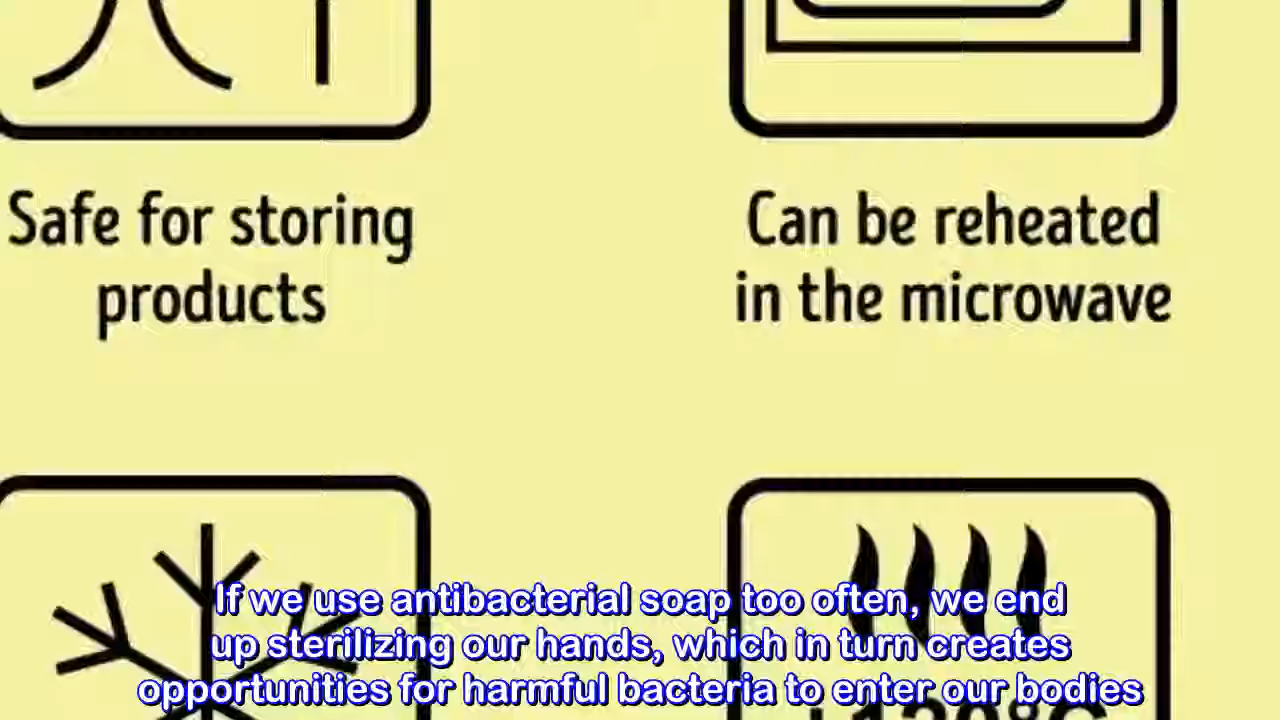 Safe for storing
products
Can be reheated
in the microwave
If we use antibacterial soap too often, we end
up sterilizing our hands, which in turn creates
opportunities for harmful bacteria to enter our bodies